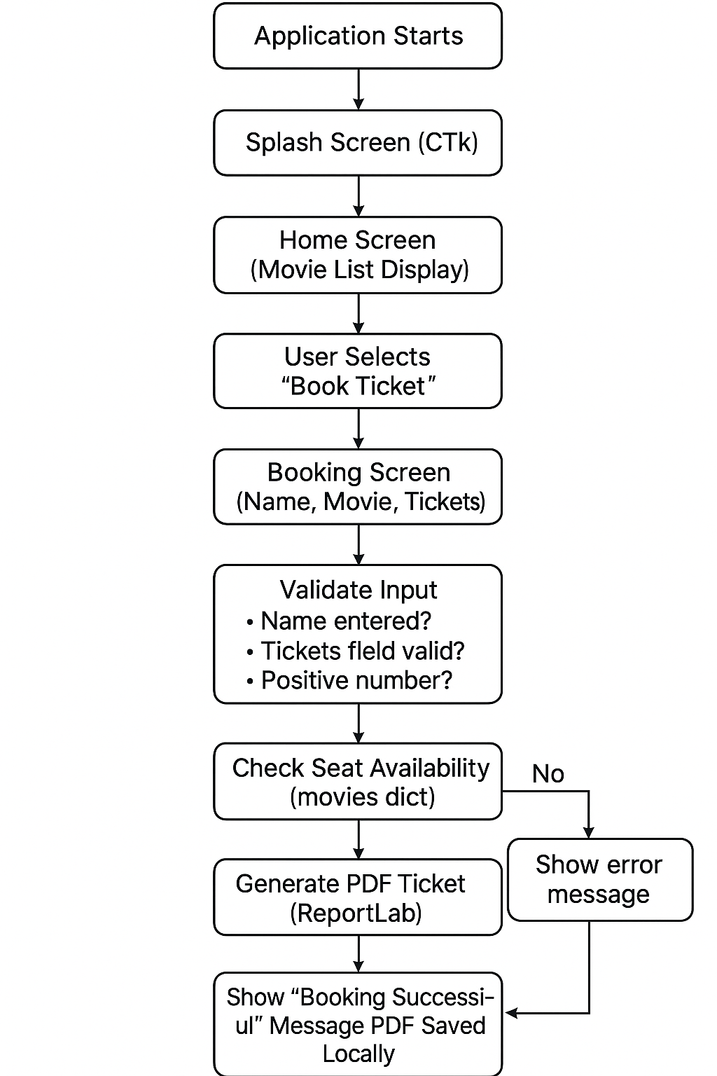 Application Starts
Splash Screen (CTk)
Home Screen
(Movie List Display)
User Selects
“Book Ticket”
Booking Screen
(Name, Movie, Tickets)
Validate Input
• Name entered?
• Tickets fleld valid?
• Positive number?
Check Seat Availability
(movies dict)
No
Generate PDF Ticket
(ReportLab)
Show error
message
Show “Booking Successi-
ul” Message PDF Saved
Locally